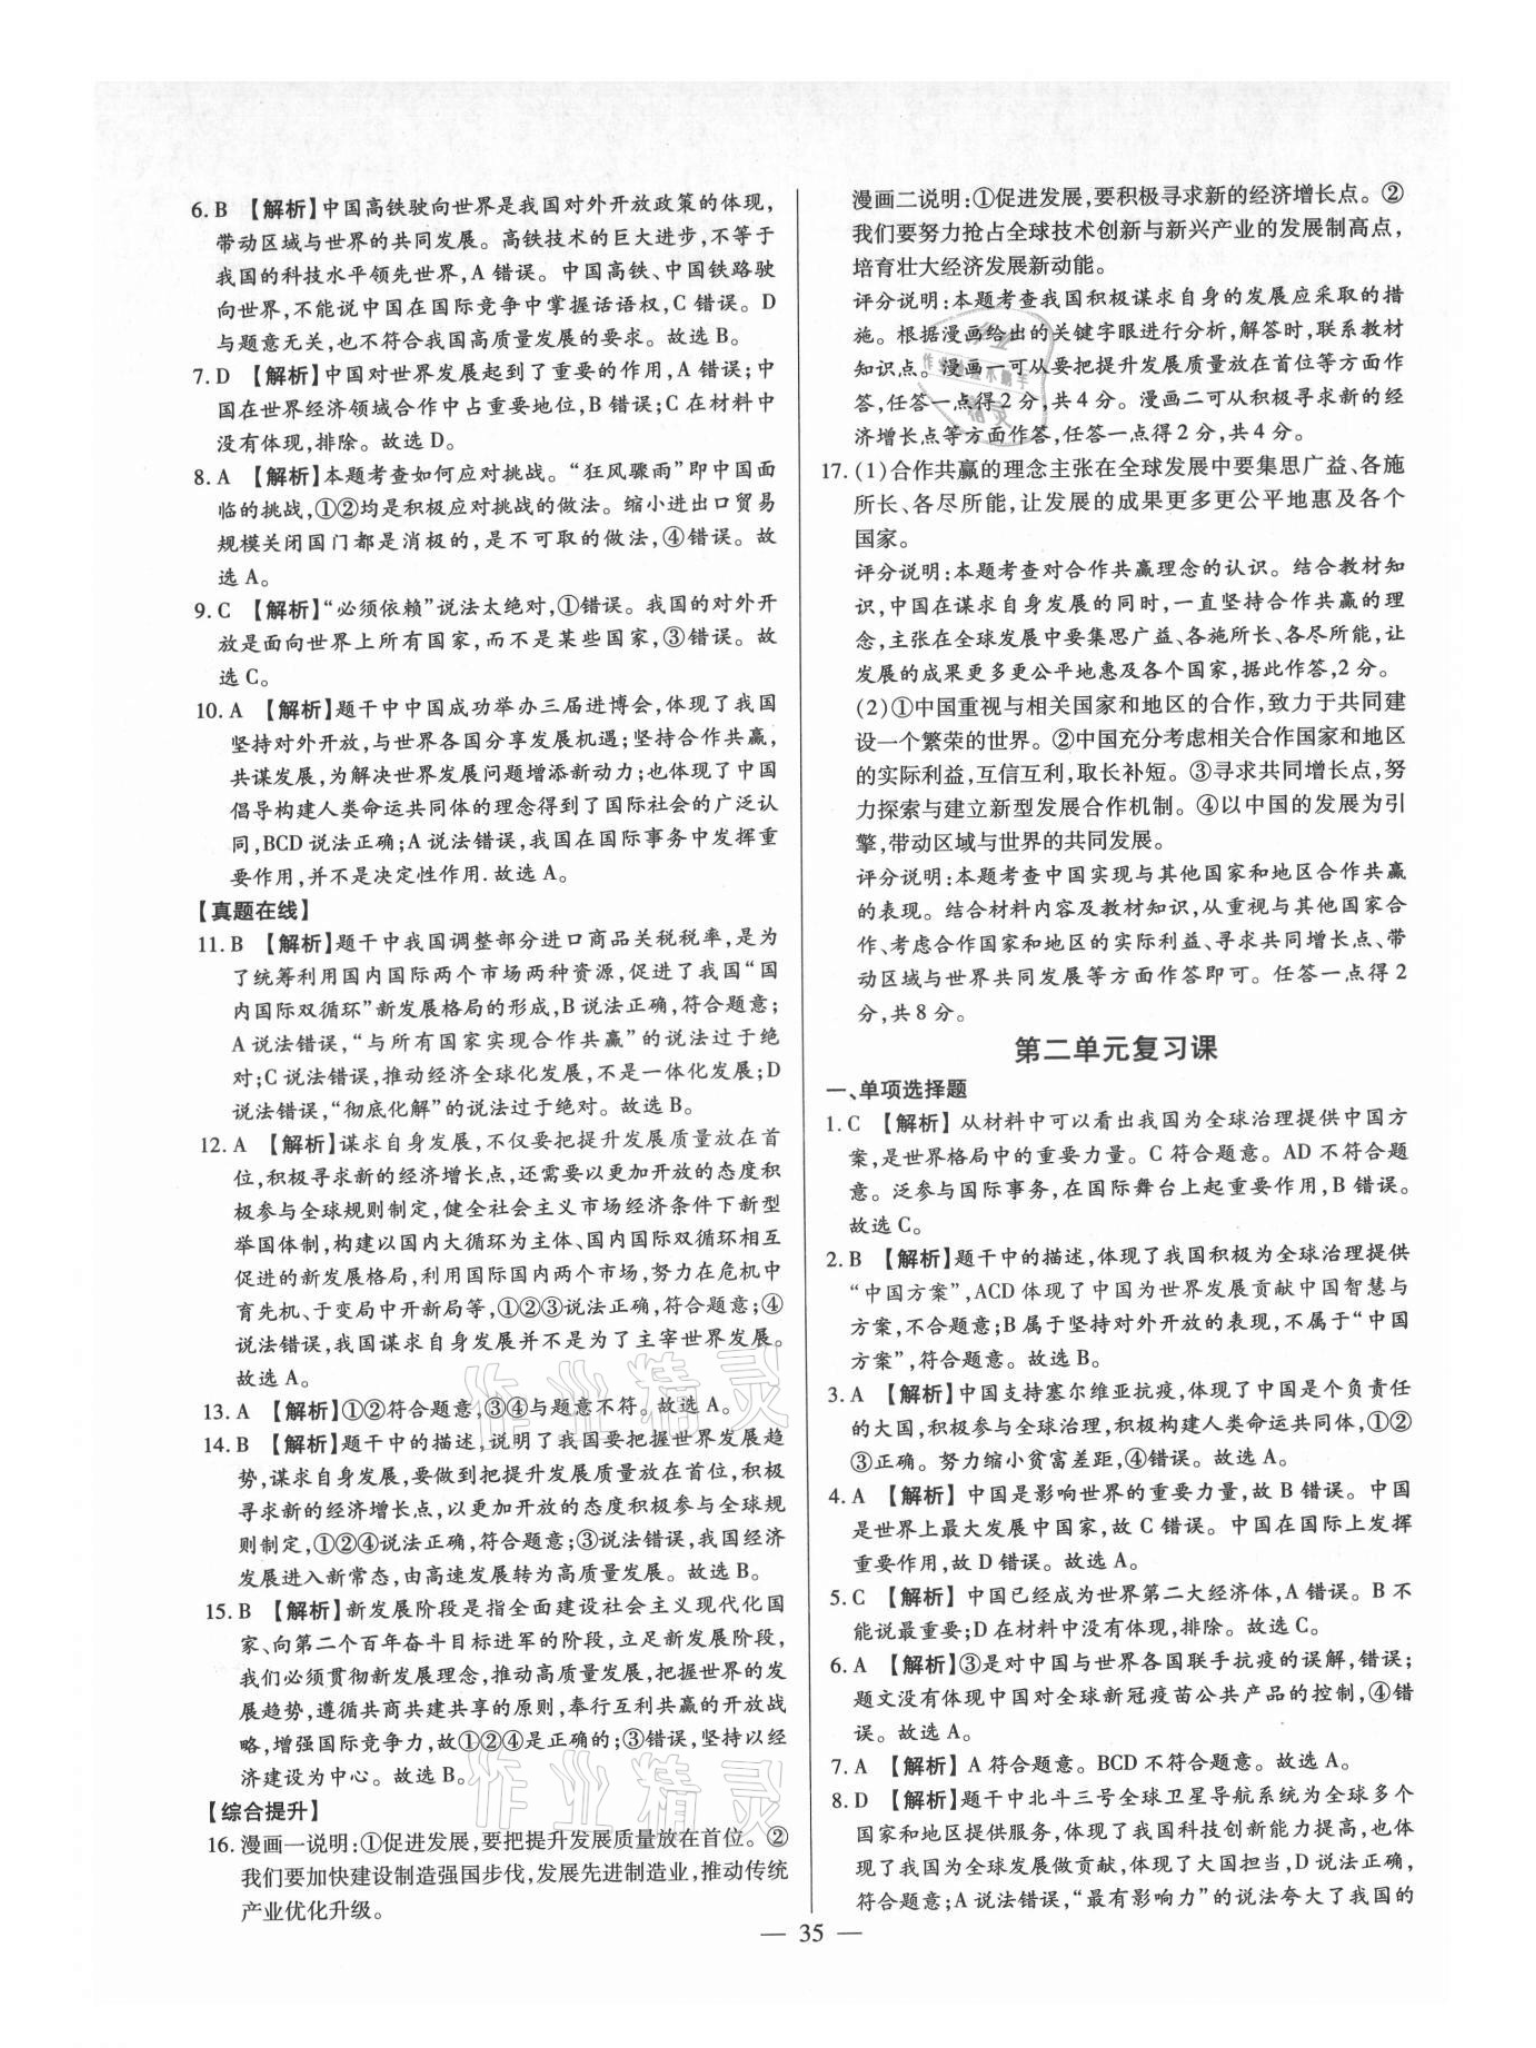 6. B 【解析】中国高铁驶向世界是我国对外开放政策的体现,
带动区域与世界的共同发展。高铁技术的巨大进步,不等于
我国的科技水平领先世界,A 错误。中国高铁、中国铁路驶
向世界,不能说中国在国际竞争中掌握话语权,C 错误。D
与题意无关,也不符合我国高质量发展的要求。故选 B。
7. D 【解析】中国对世界发展起到了重要的作用,A 错误;中
国在世界经济领域合作中占重要地位,B 错误;C 在材料中
没有体现,排除。故选 D。
8. A 【解析】本题考查如何应对挑战。“狂风骤雨”即中国面
临的挑战,①②均是积极应对挑战的做法。缩小进出口贸易
规模关闭国门都是消极的,是不可取的做法,④错误。故
选 A。
9. C 【解析】“必须依赖”说法太绝对,①错误。我国的对外开
放是面向世界上所有国家,而不是某些国家,③错误。故
选 C。
10. A 【解析】题干中中国成功举办三届进博会,体现了我国
坚持对外开放,与世界各国分享发展机遇;坚持合作共赢,
共谋发展,为解决世界发展问题增添新动力;也体现了中国
倡导构建人类命运共同体的理念得到了国际社会的广泛认
同,BCD 说法正确;A 说法错误,我国在国际事务中发挥重
要作用,并不是决定性作用.故选 A。
【真题在线】
11. B 【解析】题干中我国调整部分进口商品关税税率,是为
了统筹利用国内国际两个市场两种资源,促进了我国“国
内国际双循环”新发展格局的形成,B 说法正确,符合题意;
A 说法错误,“与所有国家实现合作共赢”的说法过于绝
对;C 说法错误,推动经济全球化发展,不是一体化发展;D
说法错误,“彻底化解”的说法过于绝对。故选 B。
12. A 【解析】谋求自身发展,不仅要把提升发展质量放在首
位,积极寻求新的经济增长点,还需要以更加开放的态度积
极参与全球规则制定,健全社会主义市场经济条件下新型
举国体制,构建以国内大循环为主体、国内国际双循环相互
促进的新发展格局,利用国际国内两个市场,努力在危机中
育先机、于变局中开新局等,①②③说法正确,符合题意;④
说法错误,我国谋求自身发展并不是为了主宰世界发展。
故选 A。
13. A 【解析】①②符合题意,③④与题意不符。故选 A。
14. B 【解析】题干中的描述,说明了我国要把握世界发展趋
势,谋求自身发展,要做到把提升发展质量放在首位,积极
寻求新的经济增长点,以更加开放的态度积极参与全球规
则制定,①②④说法正确,符合题意;③说法错误,我国经济
发展进入新常态,由高速发展转为高质量发展。故选 B。
15. B 【解析】新发展阶段是指全面建设社会主义现代化国
家、向第二个百年奋斗目标进军的阶段,立足新发展阶段,
我们必须贯彻新发展理念,推动高质量发展,把握世界的发
展趋势,遵循共商共建共享的原则,奉行互利共赢的开放战
略,增强国际竞争力,故①②④是正确的;③错误,坚持以经
济建设为中心。故选 B。
【综合提升】
16. 漫画一说明:①促进发展,要把提升发展质量放在首位。②
我们要加快建设制造强国步伐,发展先进制造业,推动传统
产业优化升级。
漫画二说明:①促进发展,要积极寻求新的经济增长点。②
我们要努力抢占全球技术创新与新兴产业的发展制高点,
培育壮大经济发展新动能。
评分说明:本题考查我国积极谋求自身的发展应采取的措
施。根据漫画给出的关键字眼进行分析,解答时,联系教材
知识点。漫画一可从要把提升发展质量放在首位等方面作
答,任答一点得 2 分,共 4 分。漫画二可从积极寻求新的经
济增长点等方面作答,任答一点得 2 分,共 4 分。
17. (1)合作共赢的理念主张在全球发展中要集思广益、各施
所长、各尽所能,让发展的成果更多更公平地惠及各个
国家。
评分说明:本题考查对合作共赢理念的认识。结合教材知
识,中国在谋求自身发展的同时,一直坚持合作共赢的理
念,主张在全球发展中要集思广益、各施所长、各尽所能,让
发展的成果更多更公平地惠及各个国家,据此作答,2 分。
(2)①中国重视与相关国家和地区的合作,致力于共同建
设一个繁荣的世界。②中国充分考虑相关合作国家和地区
的实际利益,互信互利,取长补短。③寻求共同增长点,努
力探索与建立新型发展合作机制。④以中国的发展为引
擎,带动区域与世界的共同发展。
评分说明:本题考查中国实现与其他国家和地区合作共赢
的表现。结合材料内容及教材知识,从重视与其他国家合
作、考虑合作国家和地区的实际利益、寻求共同增长点、带
动区域与世界共同发展等方面作答即可。任答一点得 2
分,共 8 分。
第二单元复习课
一、单项选择题
1. C 【解析】 从材料中可以看出我国为全球治理提供中国方
案,是世界格局中的重要力量。C 符合题意。AD 不符合题
意。泛参与国际事务,在国际舞台上起重要作用,B 错误。
故选 C。
2. B 【解析】题干中的描述,体现了我国积极为全球治理提供
“中国方案”,ACD 体现了中国为世界发展贡献中国智慧与
方案,不合题意;B 属于坚持对外开放的表现,不属于“中国
方案”,符合题意。故选 B。
3. A 【解析】中国支持塞尔维亚抗疫,体现了中国是个负责任
的大国,积极参与全球治理,积极构建人类命运共同体,①②
③正确。努力缩小贫富差距,④错误。故选 A。
4. A 【解析】 中国是影响世界的重要力量,故 B 错误。中国
是世界上最大发展中国家,故 C 错误。中国在国际上发挥
重要作用,故 D 错误。故选 A。
5. C 【解析】 中国已经成为世界第二大经济体,A 错误。B 不
能说最重要;D 在材料中没有体现,排除。故选 C。
6. A 【解析】③是对中国与世界各国联手抗疫的误解,错误;
题文没有体现中国对全球新冠疫苗公共产品的控制,④错
误。故选 A。
7. A 【解析】 A 符合题意。BCD 不符合题意。故选 A。
8. D 【解析】题干中北斗三号全球卫星导航系统为全球多个
国家和地区提供服务,体现了我国科技创新能力提高,也体
现了我国为全球发展做贡献,体现了大国担当,D 说法正确,
符合题意;A 说法错误,“最有影响力”的说法夸大了我国的
— 35 —
作业精灵
作业精灵